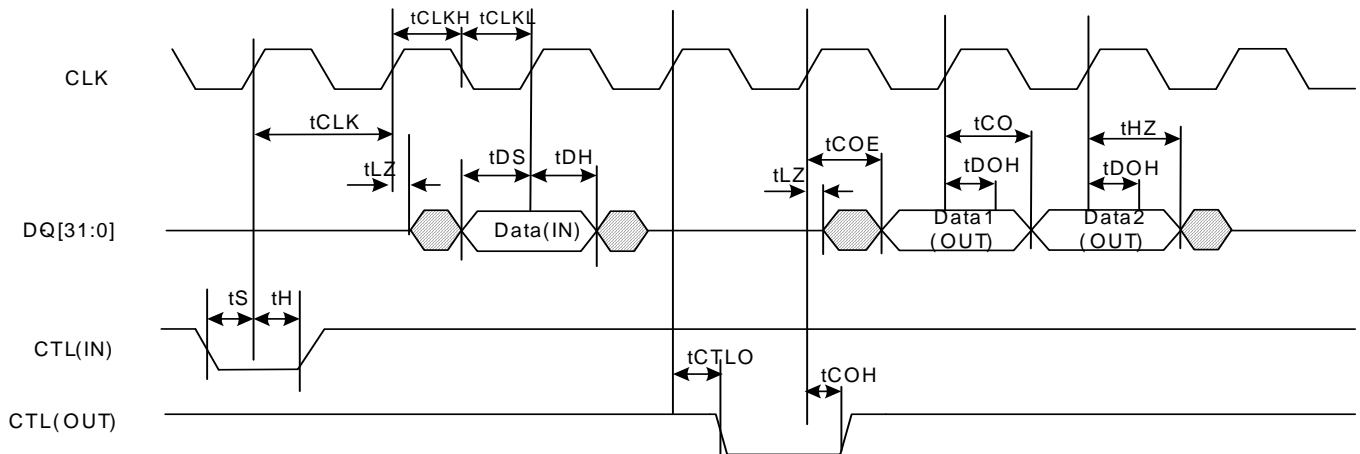 tCLKH tCLKL
CLK
tCLK
tCO
tHZ
tCOE
tLZ
tDS
tDH
tLZ
tDOH
tDOH
DQ[31:0]
Data(IN)
Data1
(OUT)
Data2
(OUT)
tS
tH
CTL(IN)
tCTLO
tCOH
CTL(OUT)